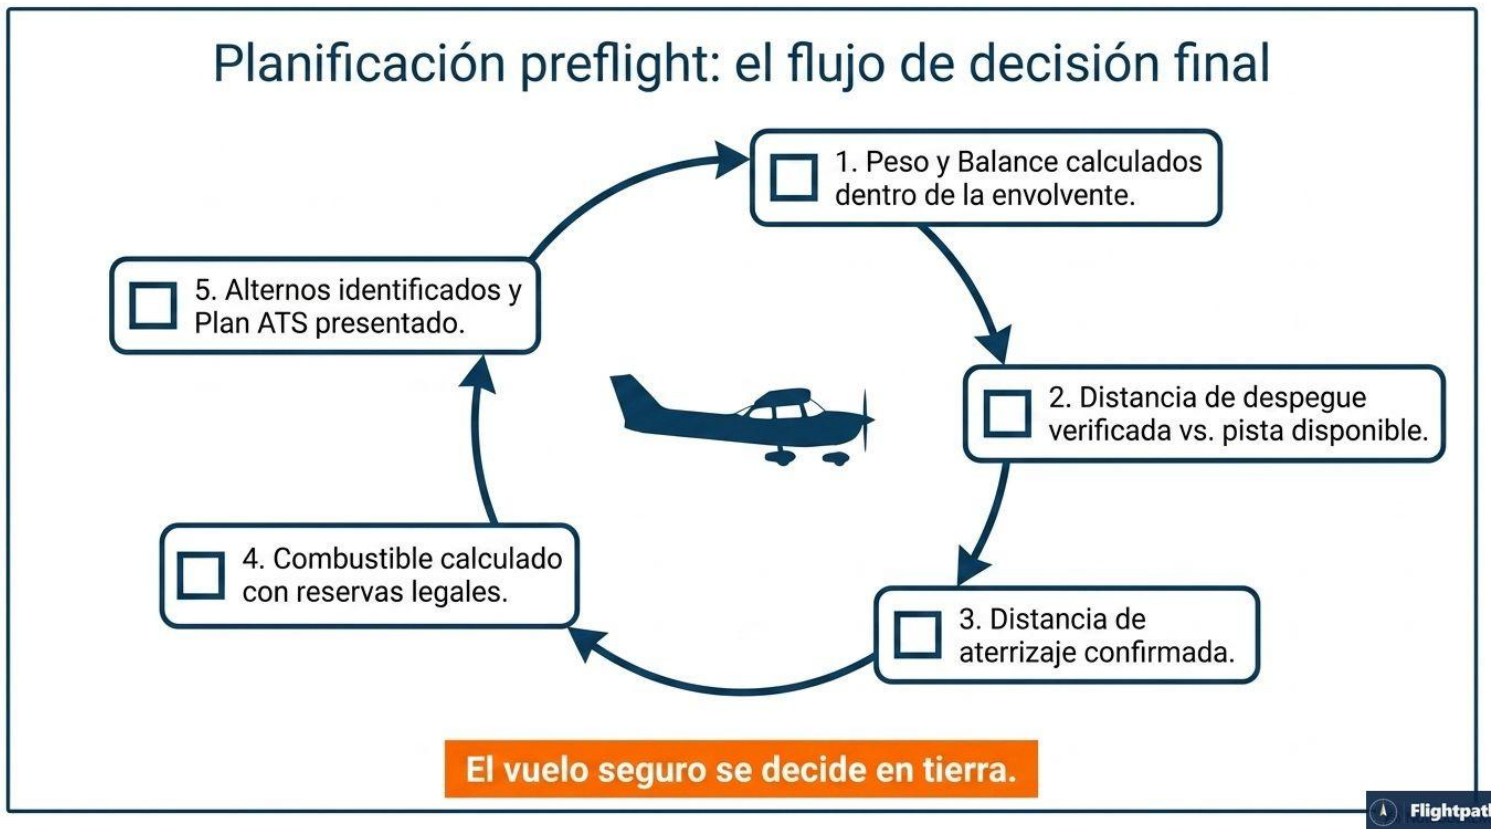 Planificación preflight: el flujo de decisión final
1. Peso y Balance calculados
dentro de la envolvente.
2. Distancia de despegue
verificada vs. pista disponible.
3. Distancia de
aterrizaje confirmada.
4. Combustible calculado
con reservas legales.
5. Alternos identificados y
Plan ATS presentado.
El vuelo seguro se decide en tierra.